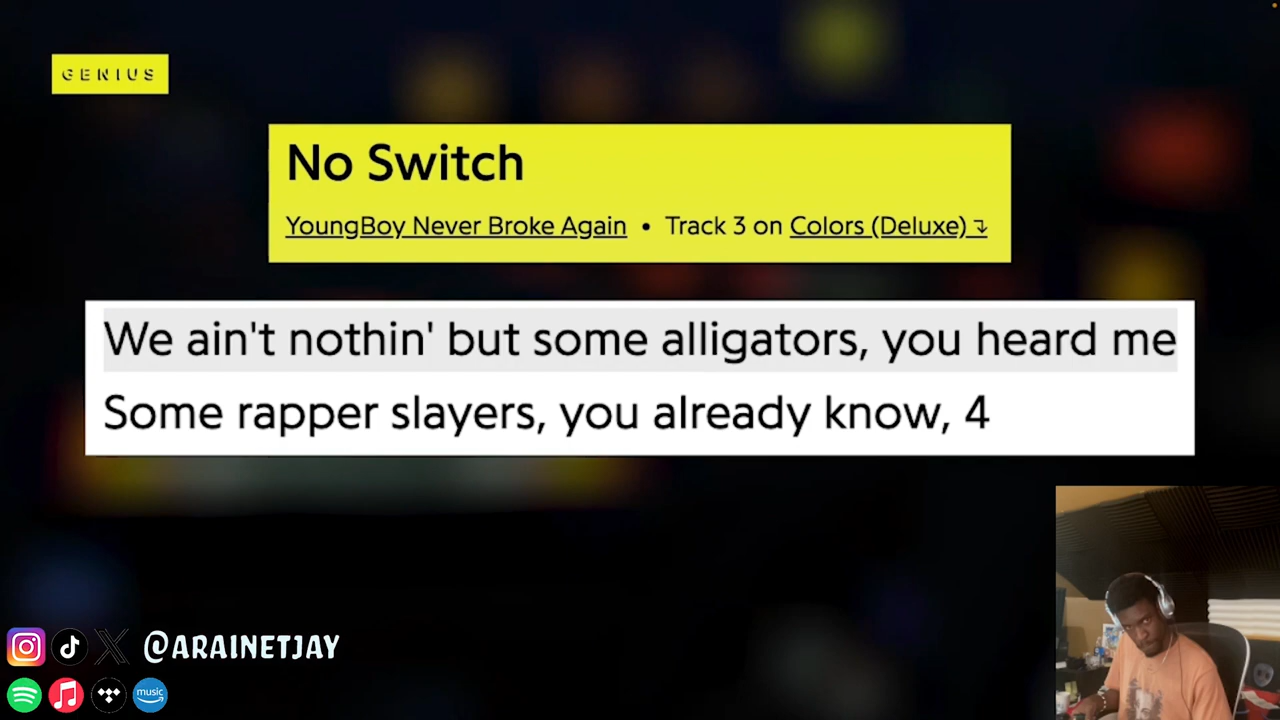 GENIUS
No Switch
YoungBoy Never Broke Again • Track 3 on Colors (Deluxe)
We ain't nothin' but some alligators, you heard me
Some rapper slayers, you already know, 4
@ARAINETJAY
music